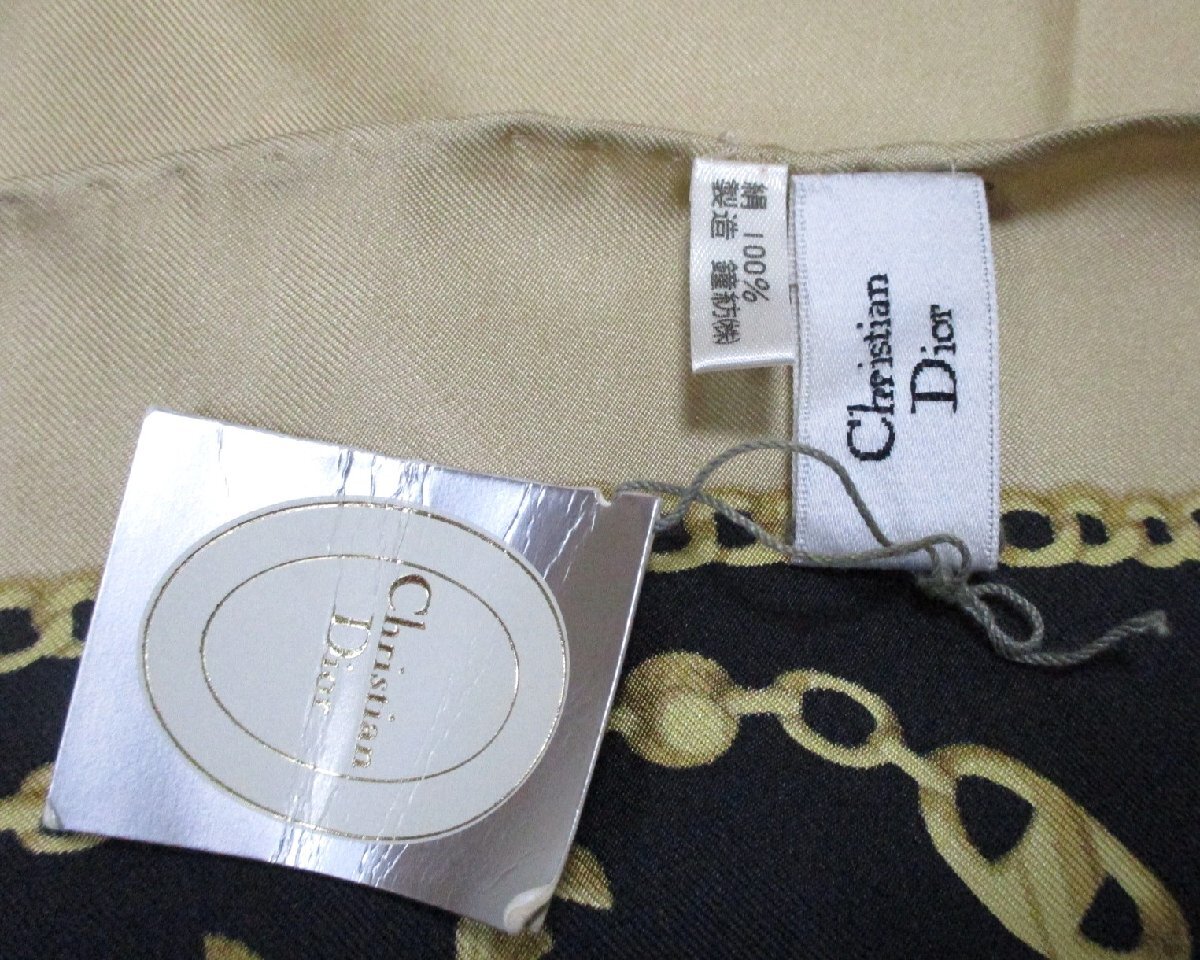 絹 100%
製造 鐘紡㈱
Christian
Dior
Christian
Dior